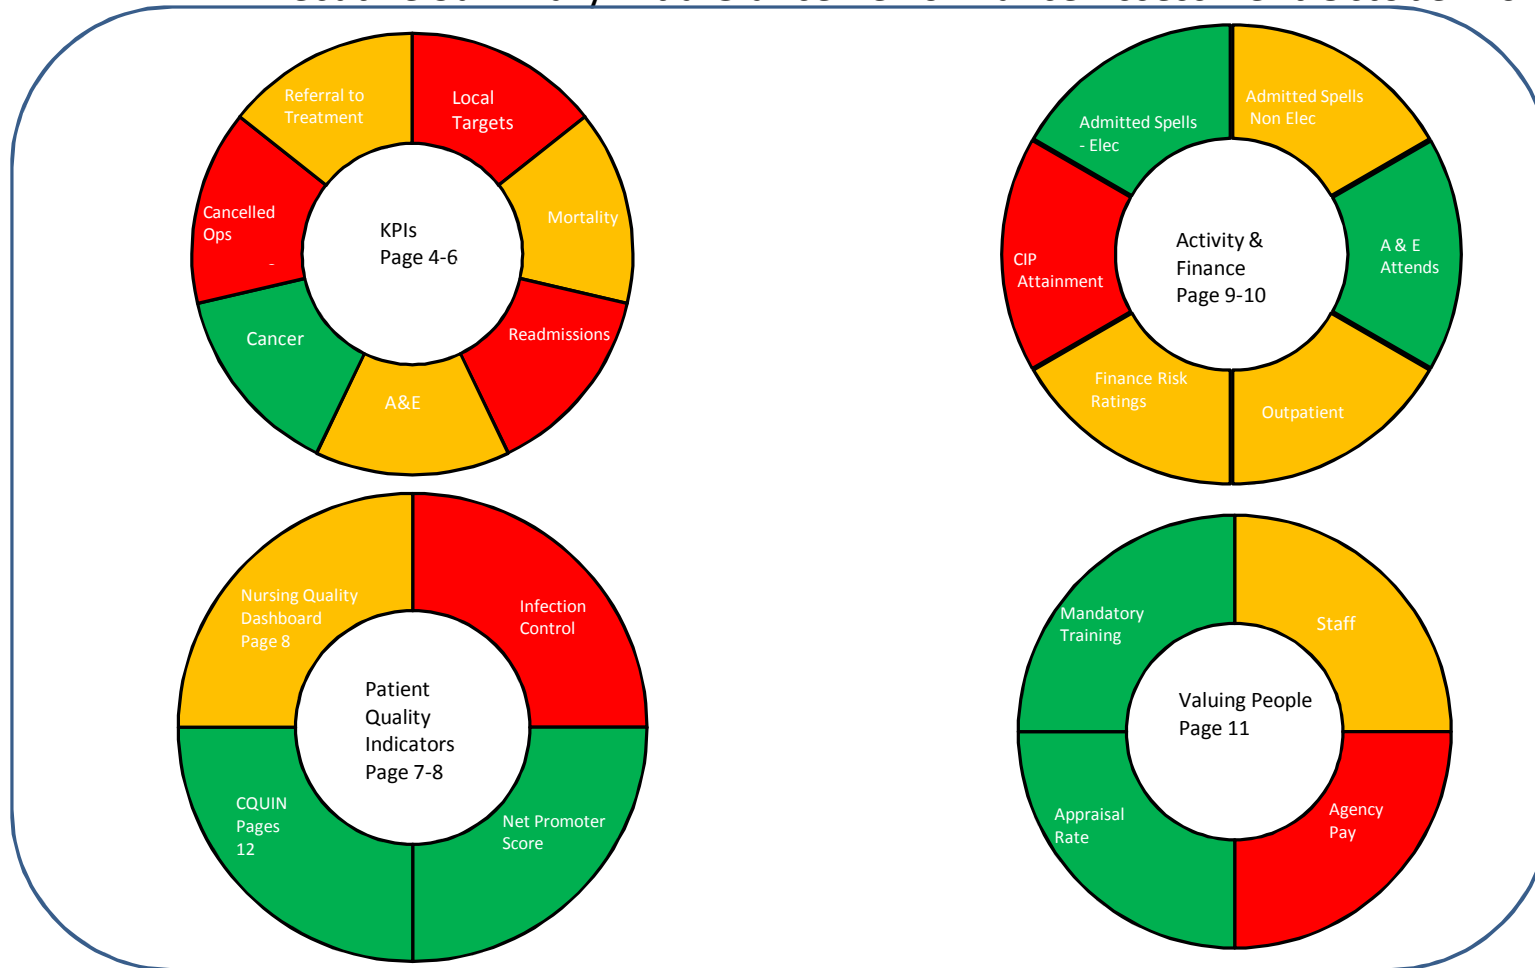 Referral to
Treatment
Local
Targets
Mortality
Readmissions
A&E
Cancer
Cancelled
Ops
-
KPIs
Page 4-6
Admitted Spells
- Elec
Admitted Spells
Non Elec
A & E
Attends
Outpatient
Finance Risk
Ratings
CIP
Attainment
Activity &
Finance
Page 9-10
Nursing Quality
Dashboard
Page 8
Infection
Control
Net Promoter
Score
CQUIN
Pages
12
Patient
Quality
Indicators
Page 7-8
Mandatory
Training
Staff
Agency
Pay
Appraisal
Rate
Valuing People
Page 11